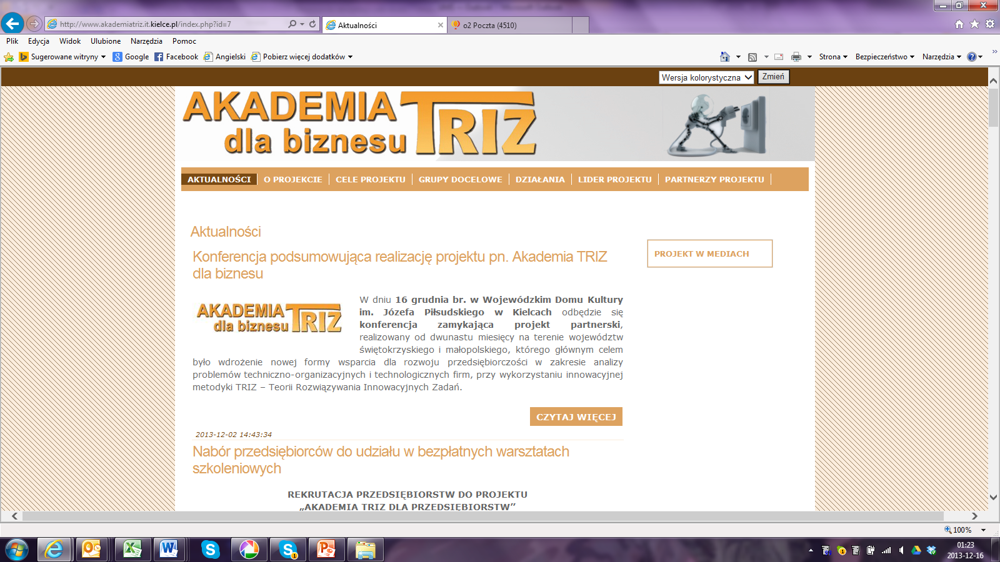 http://www.akademiatriz.it.kielce.pl/index.php?id=7
Aktualności
o2 Poczta (4510)
Plik Edycja Widok Ulubione Narzędzia Pomoc
Sugerowane witryny Google Facebook Angielski Pobierz więcej dodatków
Strona Bezpieczeństwo Narzędzia
Wersja kolorystyczna Zmień
AKADEMIA TRIZ
dla biznesu
AKTUALNOŚCI O PROJEKCIE CELE PROJEKTU GRUPY DOCELOWE DZIAŁANIA LIDER PROJEKTU PARTNERZY PROJEKTU
Aktualności
PROJEKT W MEDIACH
Konferencja podsumowująca realizację projektu pn. Akademia TRIZ
dla biznesu
AKADEMIA TRIZ
dla biznesu
W dniu 16 grudnia br. w Wojewódzkim Domu Kultury
im. Józefa Piłsudskiego w Kielcach odbędzie się
konferencja zamykająca projekt partnerski,
realizowany od dwunastu miesięcy na terenie województw
świętokrzyskiego i małopolskiego, którego głównym celem
było wdrożenie nowej formy wsparcia dla rozwoju przedsiębiorczości w zakresie analizy
problemów techniczno-organizacyjnych i technologicznych firm, przy wykorzystaniu innowacyjnej
metodyki TRIZ – Teorii Rozwiązywania Innowacyjnych Zadań.
CZYTAJ WIĘCEJ
2013-12-02 14:43:34
Nabór przedsiębiorców do udziału w bezpłatnych warsztatach
szkoleniowych
REKRUTACJA PRZEDSIĘBIORSTW DO PROJEKTU
„AKADEMIA TRIZ DLA PRZEDSIĘBIORSTW”
100%
01:23
2013-12-16